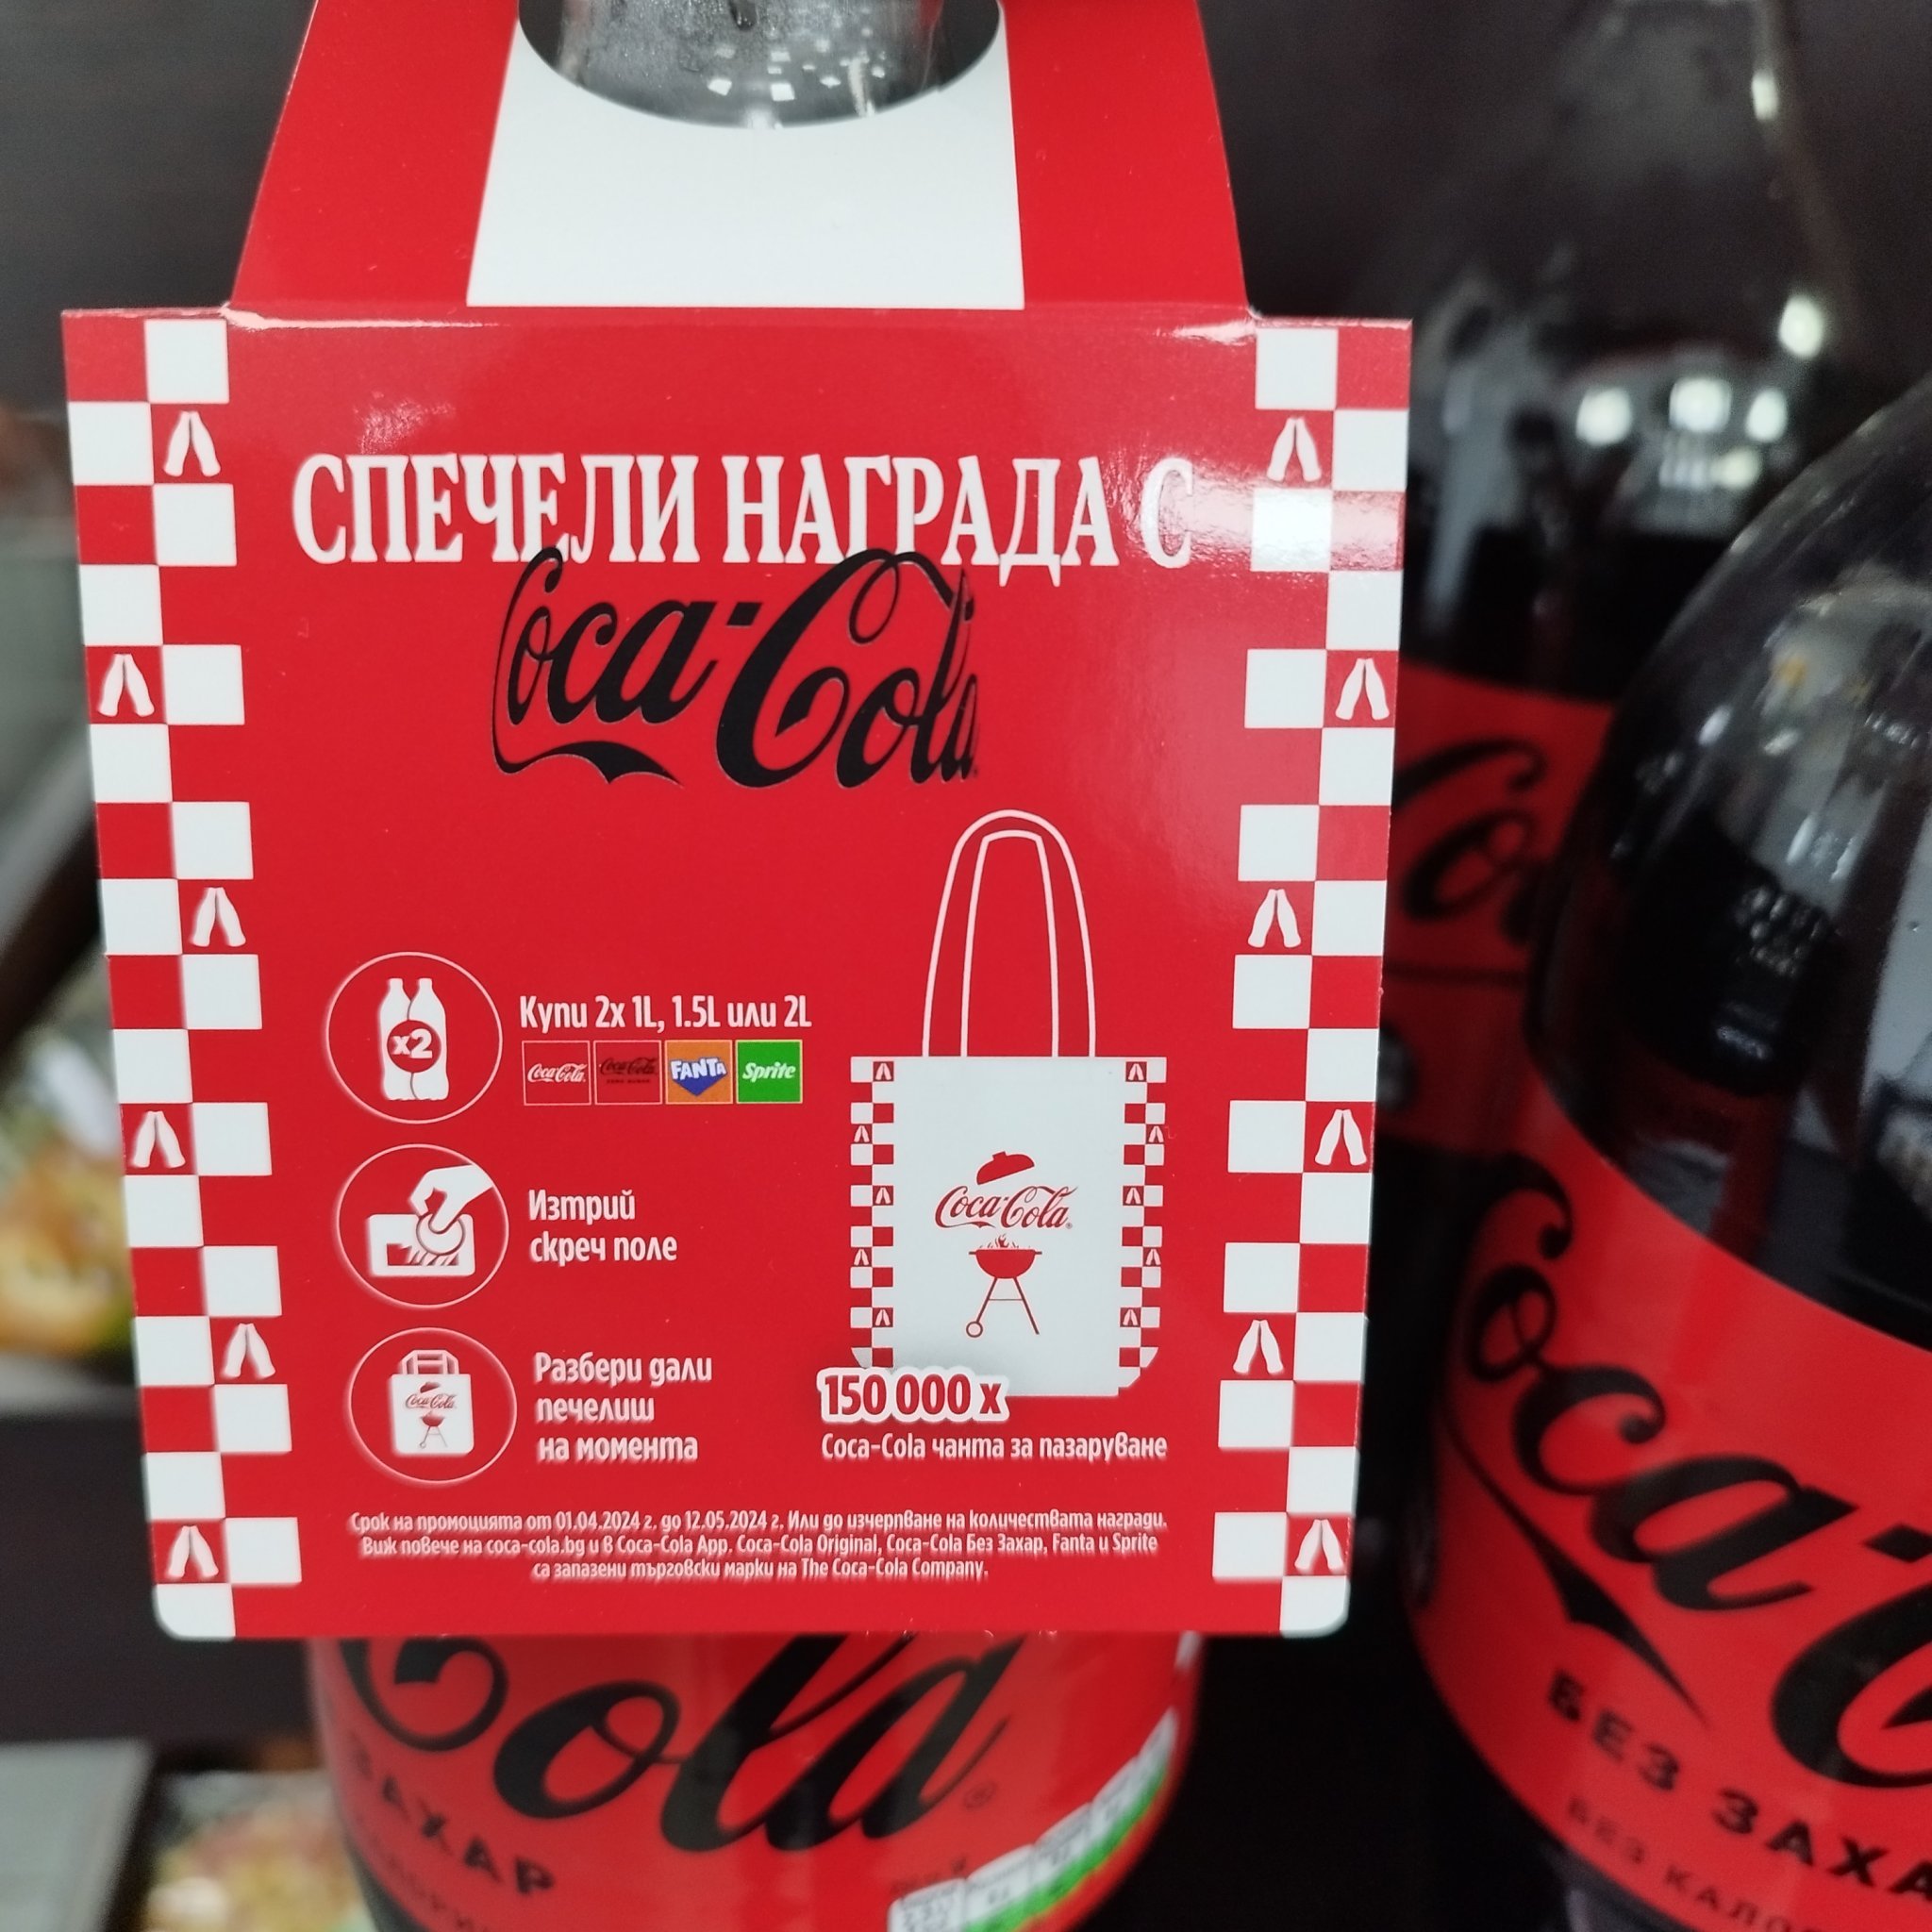 СПЕЧЕЛИ НАГРАДА С
Coca-Cola
x2
Купи 2x 1L, 1.5L или 2L
Coca-Cola Coca-Cola FANTA Sprite
Изтрий
скреч поле
Разбери дали
печелиш
на момента
Coca-Cola
Coca-Cola
150 000 x
Coca-Cola чанта за пазаруване
Срок на промоцията от 01.04.2024 г. до 12.05.2024 г. Или до изчерпване на количествата награди.
Виж повече на coca-cola.bg и в Coca-Cola App. Coca-Cola Original, Coca-Cola Без Захар, Fanta и Sprite
са запазени търговски марки на The Coca-Cola Company.
Cola
ЗАХАР
Coca-C
БЕЗ ЗАХА
БЕЗ КАЛО